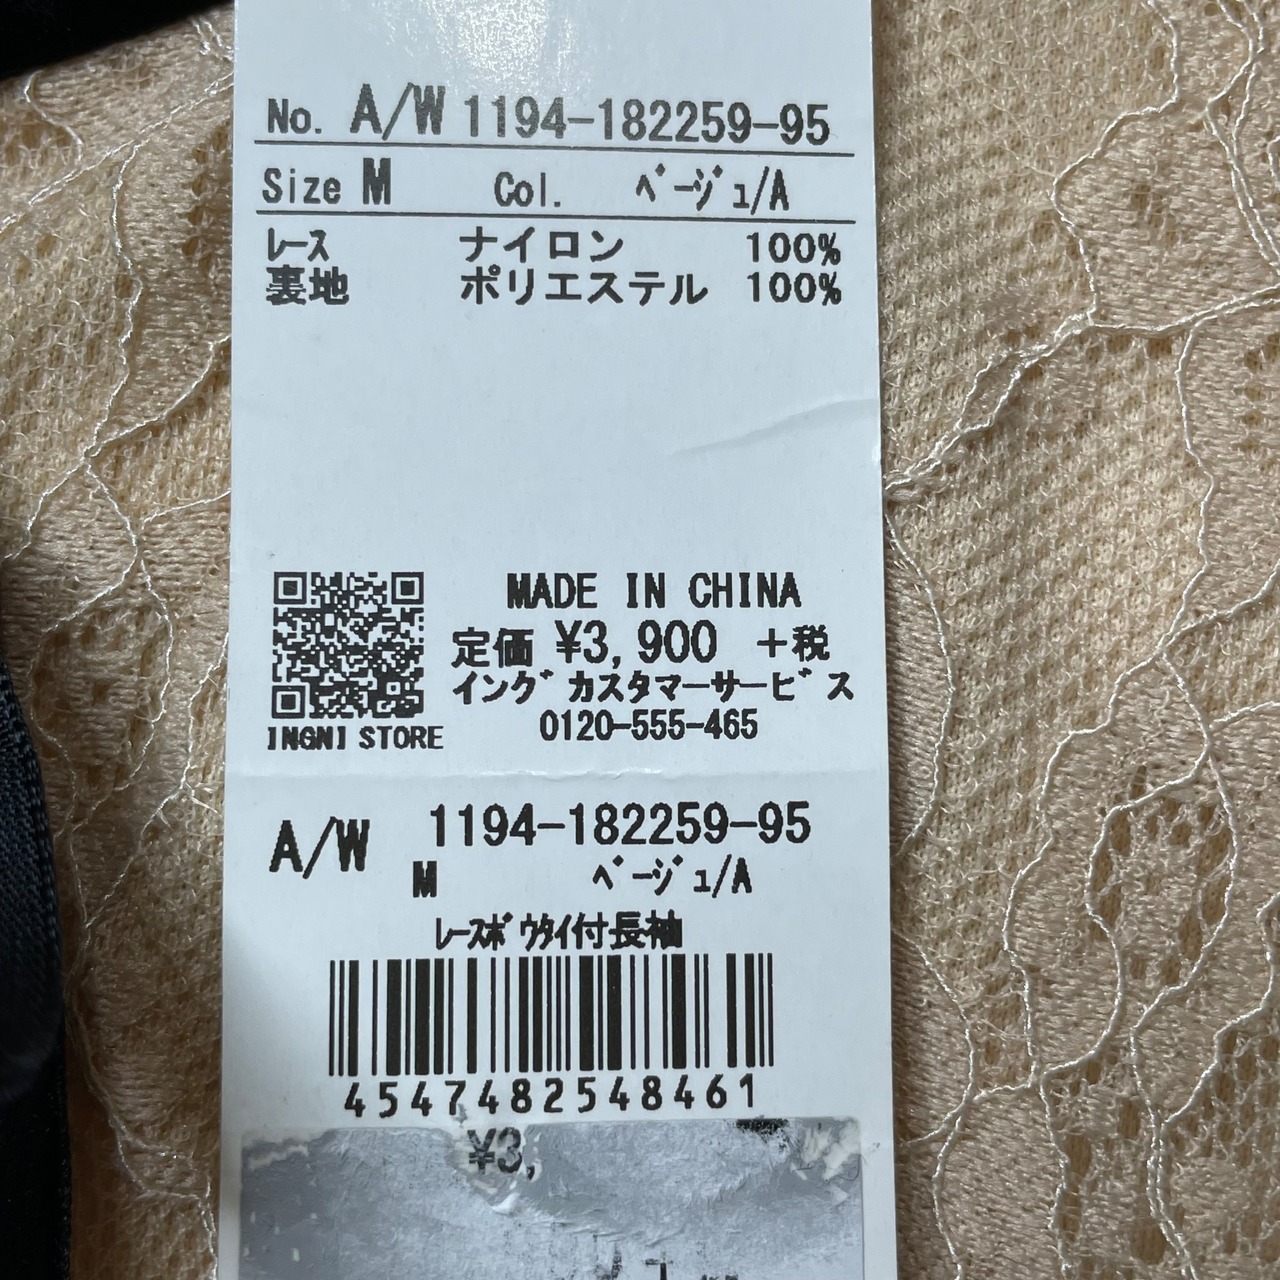 No. A/W 1194-182259-95
Size M Col. ﾍﾞｰｼﾞｭ/A
ﾚｰｽ ナイロン 100%
裏地 ポリエステル 100%
MADE IN CHINA
定価 ¥3,900 +税
イングﾞカスタマーサービﾞス
0120-555-465
INGNI STORE
A/W 1194-182259-95
M ﾍﾞｰｼﾞｭ/A
ﾚｰｽﾎﾞｳﾀｲ付長袖
4547482548461
¥3,